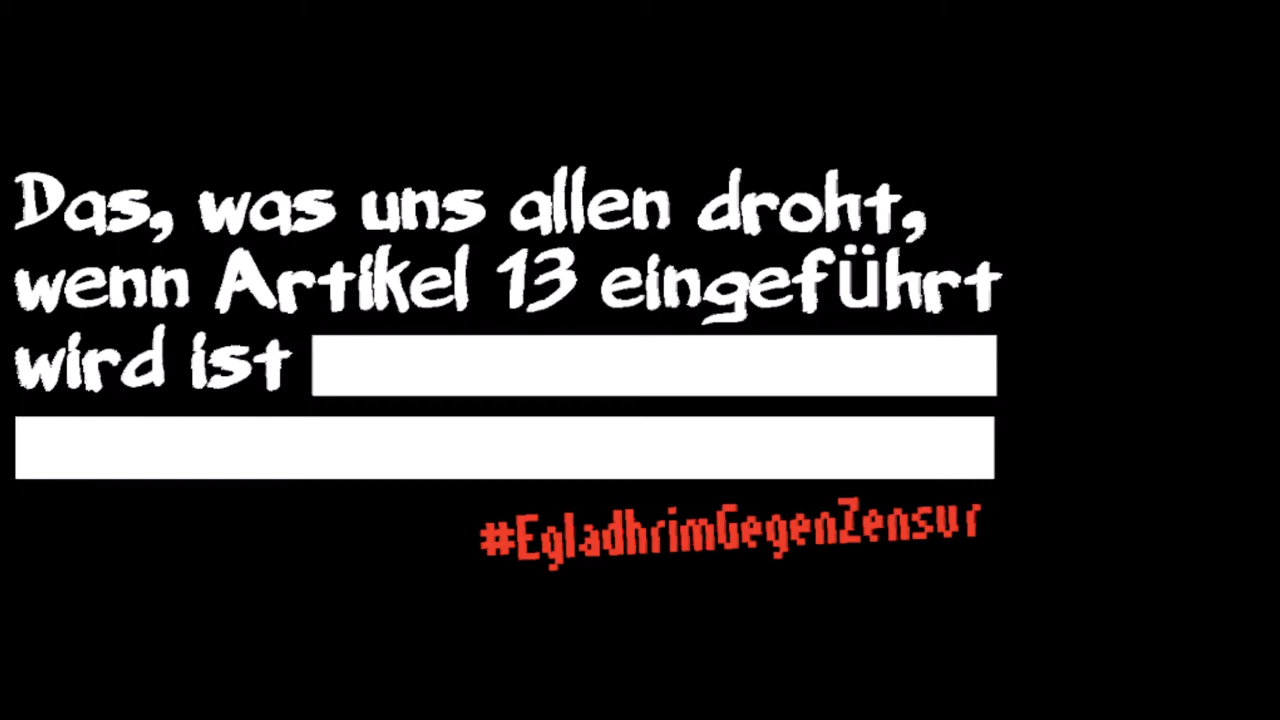 Das, was uns allen droht,
wenn Artikel 13 eingeführt
wird ist
#EgladhrimGegenZensur